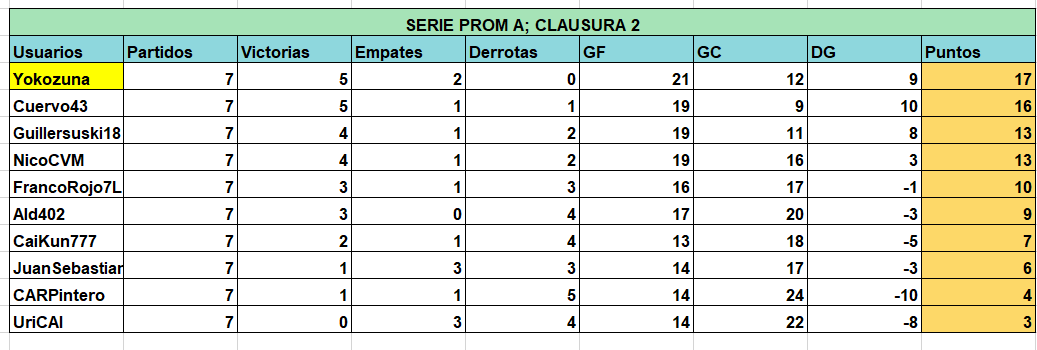 SERIE PROM A; CLAUSURA 2
Usuarios Partidos Victorias Empates Derrotas GF GC DG Puntos
Yokozuna 7 5 2 0 21 12 9 17
Cuervo43 7 5 1 1 19 9 10 16
Guillersuski18 7 4 1 2 19 11 8 13
NicoCVM 7 4 1 2 19 16 3 13
FrancoRojo7L 7 3 1 3 16 17 -1 10
Ald402 7 3 0 4 17 20 -3 9
CaiKun777 7 2 1 4 13 18 -5 7
JuanSebastian 7 1 3 3 14 17 -3 6
CARPintero 7 1 1 5 14 24 -10 4
UriCAI 7 0 3 4 14 22 -8 3